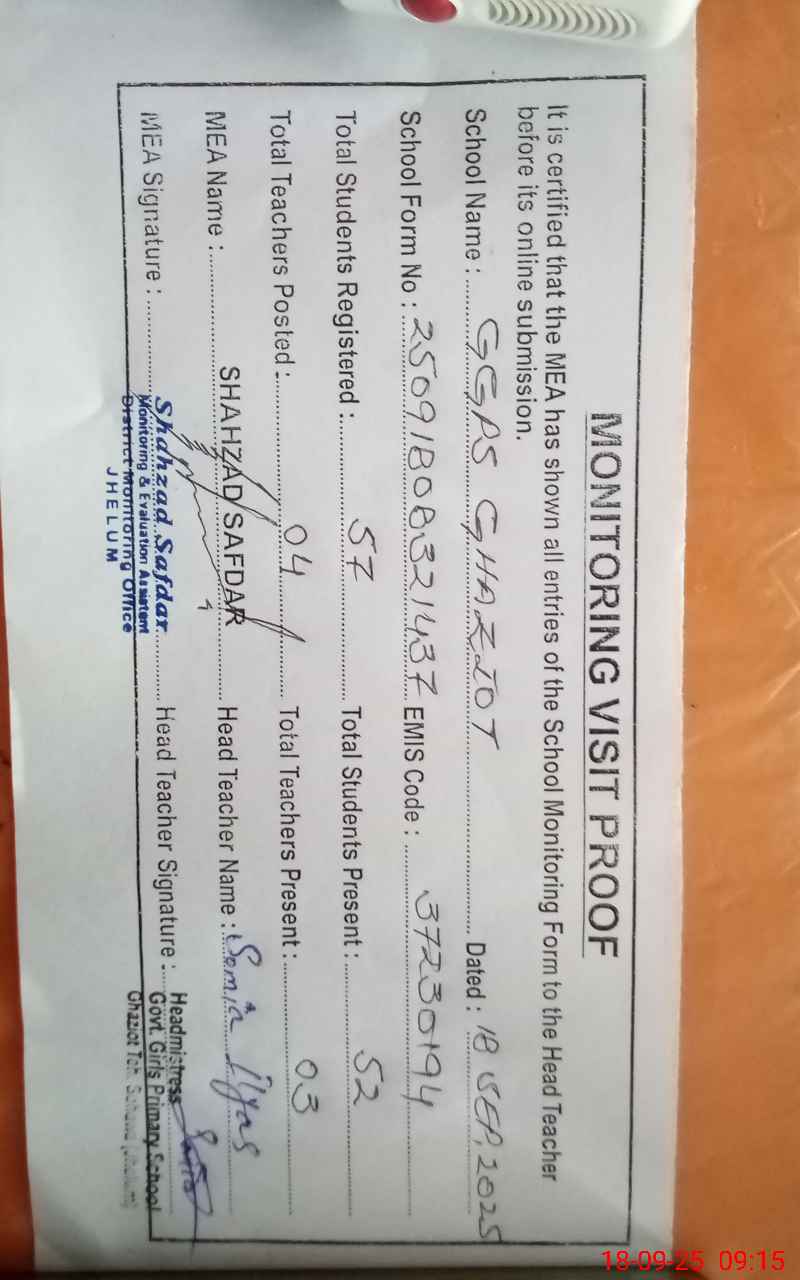 MONITORING VISIT PROOF
It is certified that the MEA has shown all entries of the School Monitoring Form to the Head Teacher
before its online submission.
School Name : GGPS GHAZIOT Dated : 18 SEP, 2025
School Form No : 25091808321437 EMIS Code : 37230194
Total Students Registered : 57 Total Students Present : 52
Total Teachers Posted : 04 Total Teachers Present : 03
MEA Name : SHAHZAD SAFDAR Head Teacher Name : Somia Ilyas
MEA Signature : Head Teacher Signature :
Shahzad Safdar
Monitoring & Evaluation Assistent
District Monitoring Office
JHELUM
Headmistress
Govt. Girls Primary School
Ghaziot Teh.
18-09-25 09:15